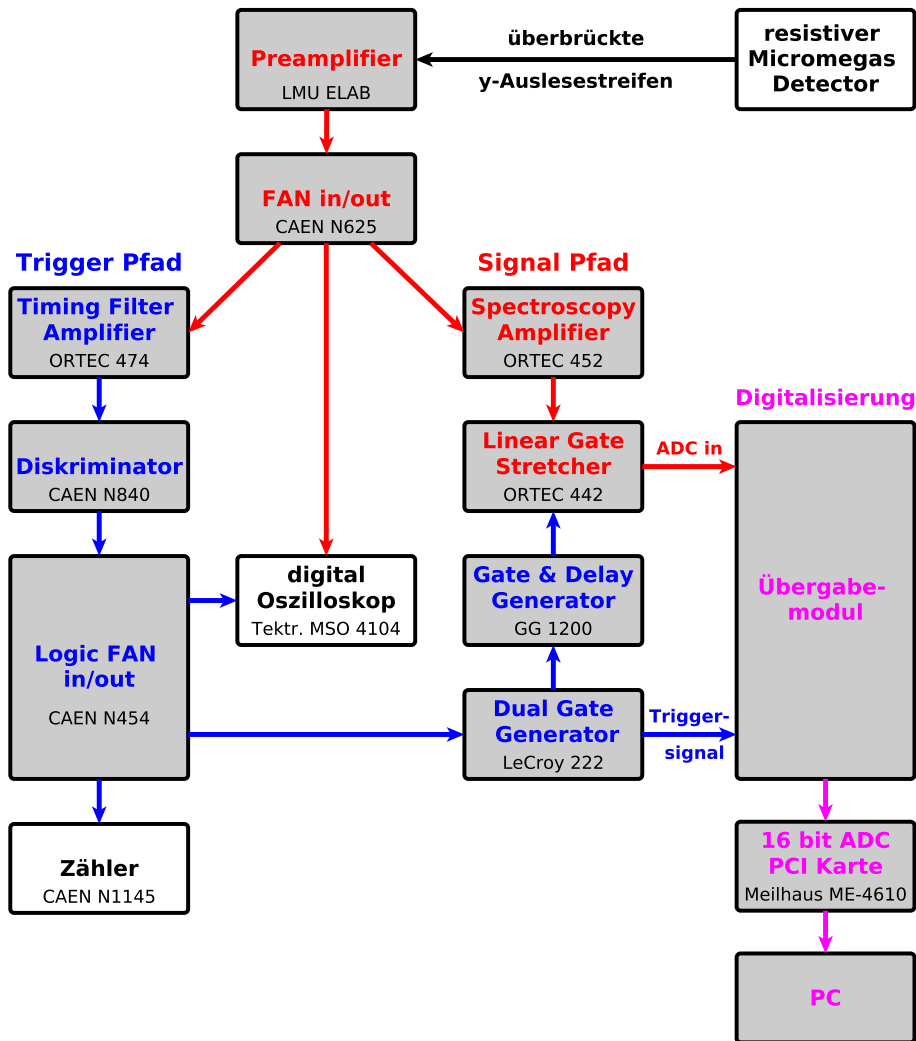 Preamplifier
LMU ELAB
überbrückte
y-Auslesestreifen
resistiver
Micromegas
Detector
FAN in/out
CAEN N625
Trigger Pfad
Signal Pfad
Timing Filter
Amplifier
ORTEC 474
Spectroscopy
Amplifier
ORTEC 452
Digitalisierung
Diskriminator
CAEN N840
Linear Gate
Stretcher
ORTEC 442
ADC in
digital
Oszilloskop
Tektr. MSO 4104
Gate & Delay
Generator
GG 1200
Übergabe-
modul
Logic FAN
in/out
CAEN N454
Dual Gate
Generator
LeCroy 222
Trigger-
signal
Zähler
CAEN N1145
16 bit ADC
PCI Karte
Meilhaus ME-4610
PC